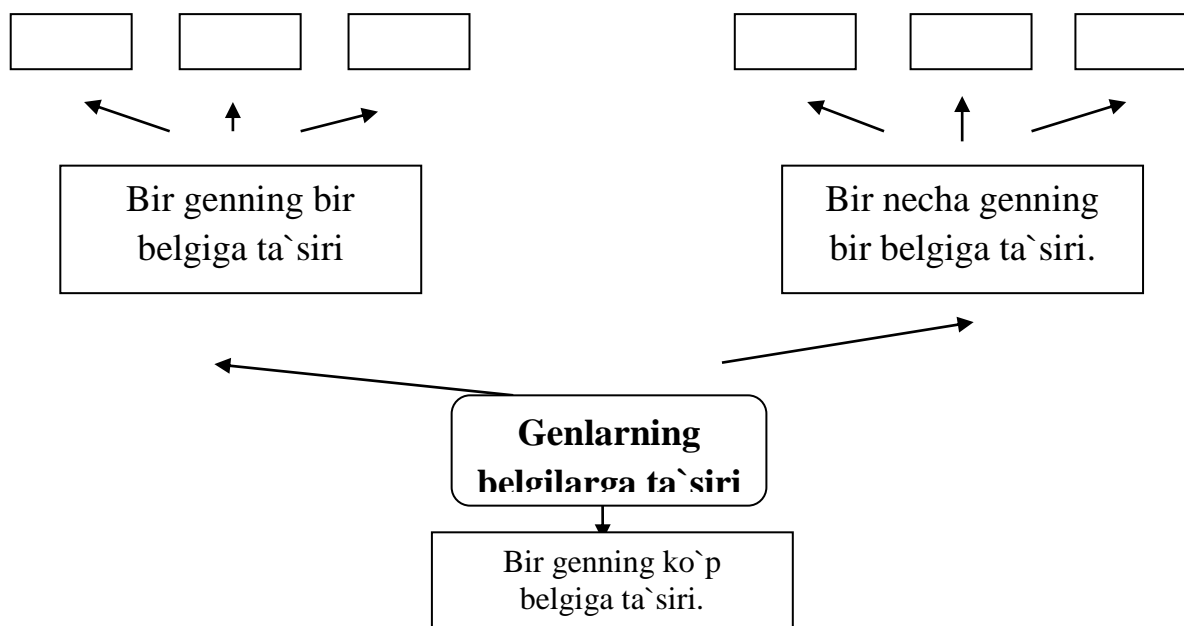 Bir genning bir
belgiga ta`siri
Bir necha genning
bir belgiga ta`siri.
Genlarning
belgilarga ta`siri
Bir genning ko`p
belgiga ta`siri.